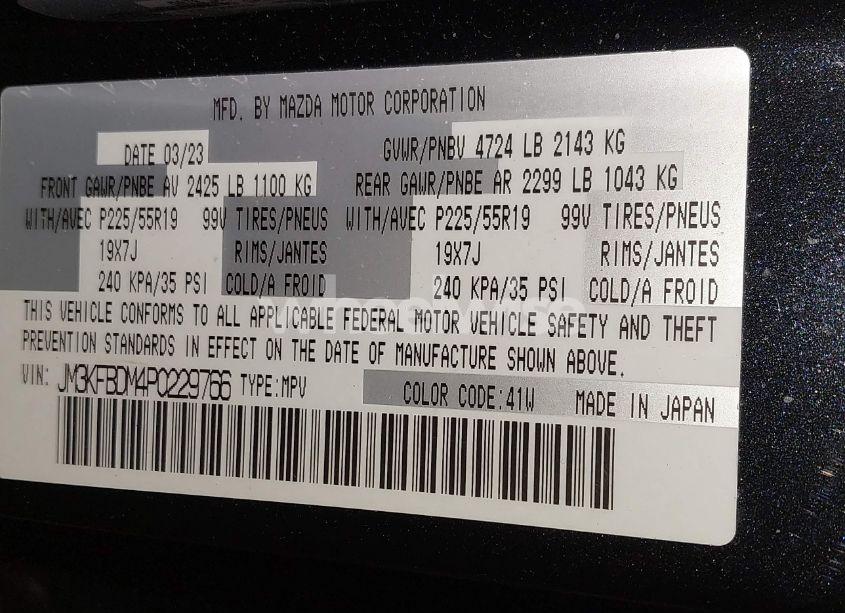 MFD. BY MAZDA MOTOR CORPORATION
DATE 03/23 GVWR/PNBV 4724 LB 2143 KG
FRONT GAWR/PNBE AV 2425 LB 1100 KG REAR GAWR/PNBE AR 2299 LB 1043 KG
WITH/AVEC P225/55R19 99V TIRES/PNEUS WITH/AVEC P225/55R19 99V TIRES/PNEUS
19X7J RIMS/JANTES 19X7J RIMS/JANTES
240 KPA/35 PSI COLD/A FROID 240 KPA/35 PSI COLD/A FROID
THIS VEHICLE CONFORMS TO ALL APPLICABLE FEDERAL MOTOR VEHICLE SAFETY AND THEFT
PREVENTION STANDARDS IN EFFECT ON THE DATE OF MANUFACTURE SHOWN ABOVE.
VIN: JM3KFBDM4P0229766 TYPE:MPV COLOR CODE:41W MADE IN JAPAN